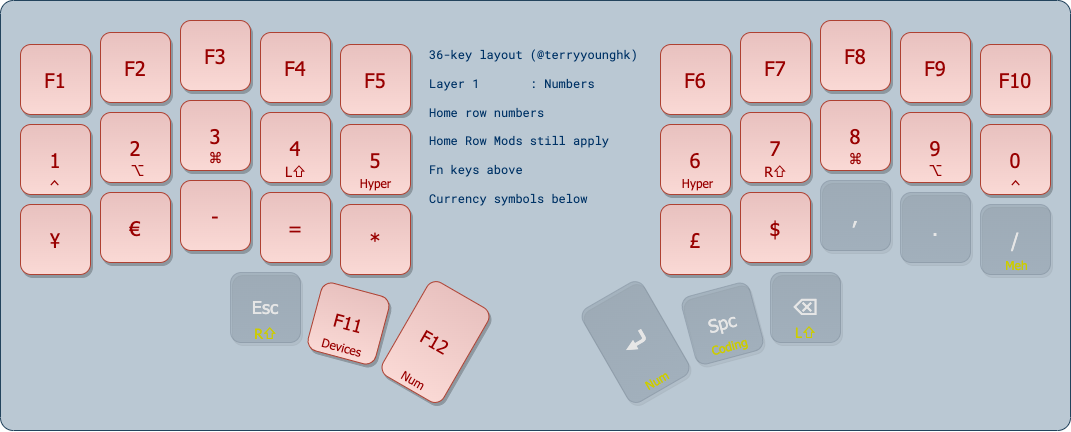 F1 F2 F3 F4 F5
36-key layout (@terryyounghk)
F6 F7 F8 F9 F10
Layer 1 : Numbers
Home row numbers
Home Row Mods still apply
Fn keys above
Currency symbols below
1 2 3 4 5
^ ⌥ ⌘ L⇧ Hyper
6 7 8 9 0
Hyper R⇧ ⌘ ⌥ ^
¥ € - = *
£ $ , . /
Meh
Esc F11 F12
R⇧ Devices Num
↵ Spc ⌫
Num Coding L⇧